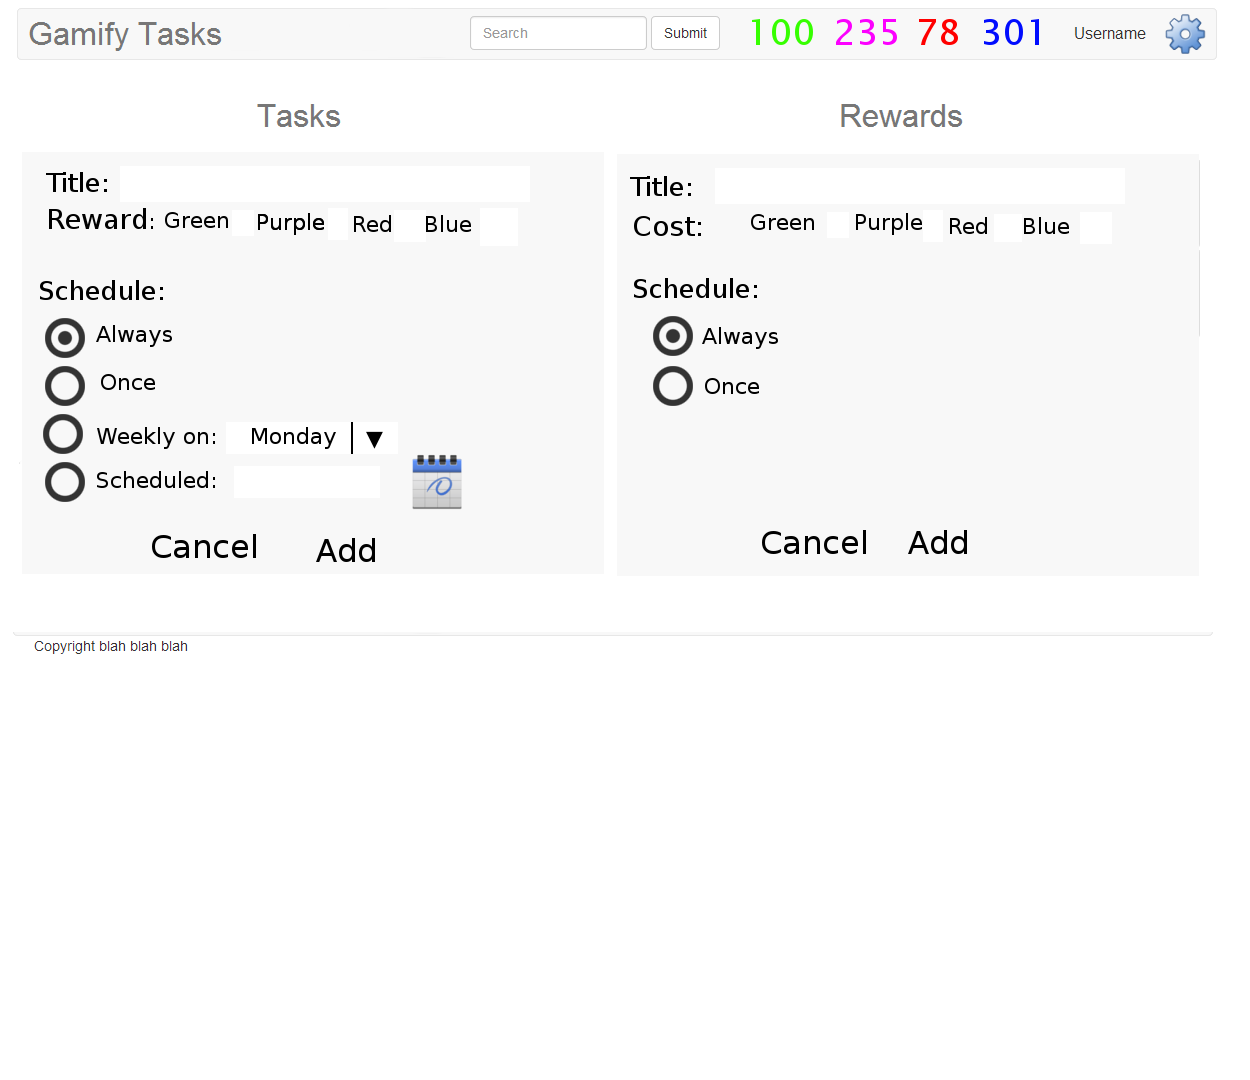 Gamify Tasks Search Submit 100 235 78 301 Username
Tasks
Title:
Reward: Green Purple Red Blue
Schedule:
Always
Once
Weekly on: Monday ▼
Scheduled:
Cancel Add
Rewards
Title:
Cost: Green Purple Red Blue
Schedule:
Always
Once
Cancel Add
Copyright blah blah blah